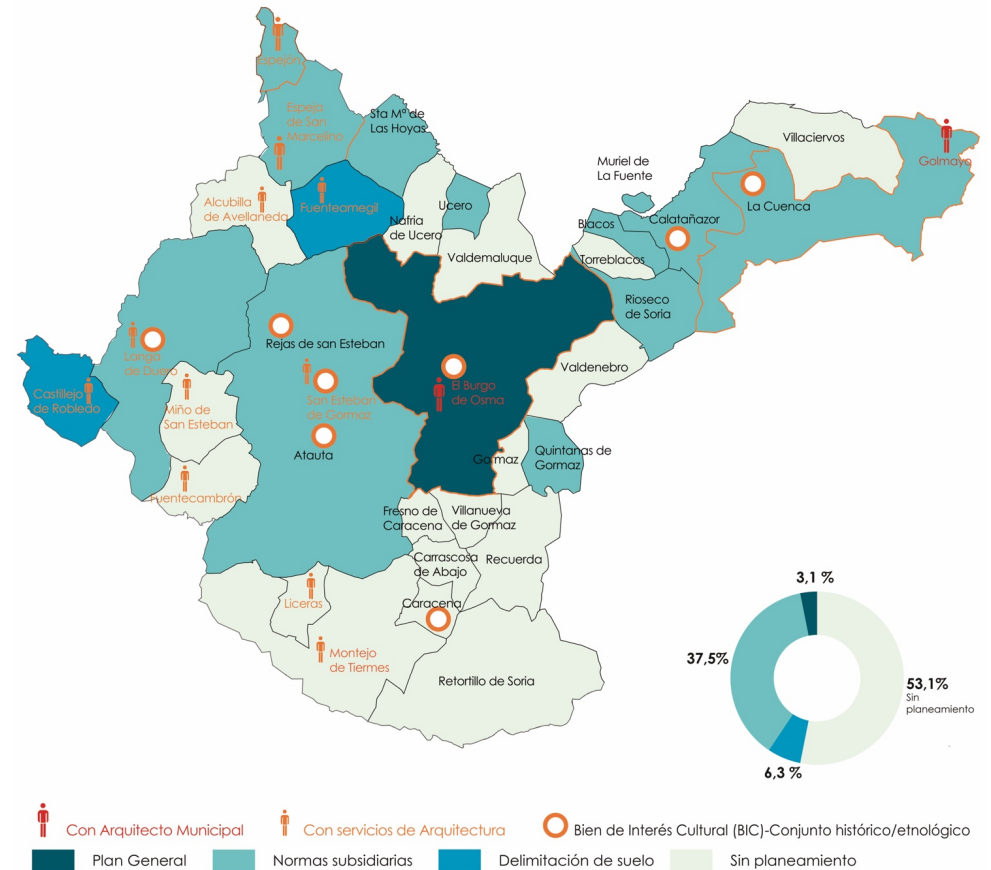 Espejón
Espeja
de San
Marcelino
Sta Mª de
Las Hoyas
Villaciervos
Golmayo
Muriel de
La Fuente
Alcubilla
de Avellaneda
Fuenteamegil
Ucero
Nafria
de Ucero
La Cuenca
Calatañazor
Blacos
Valdemaluque
Torreblacos
Rioseco
de Soria
Rejas de san Esteban
Langa
de Duero
Valdenebro
Castillejo
de Robledo
Miño de
San Esteban
San Esteban
de Gormaz
El Burgo
de Osma
Atauta
Gormaz
Quintanas de
Gormaz
Fuentecambrón
Fresno de
Caracena
Villanueva
de Gormaz
Carrascosa
de Abajo
Recuerda
Liceras
Caracena
Montejo
de Tiermes
Retortillo de Soria
3,1 %
37,5%
53,1%
Sin
planeamiento
6,3 %
Con Arquitecto Municipal
Con servicios de Arquitectura
Bien de Interés Cultural (BIC)-Conjunto histórico/etnológico
Plan General
Normas subsidiarias
Delimitación de suelo
Sin planeamiento